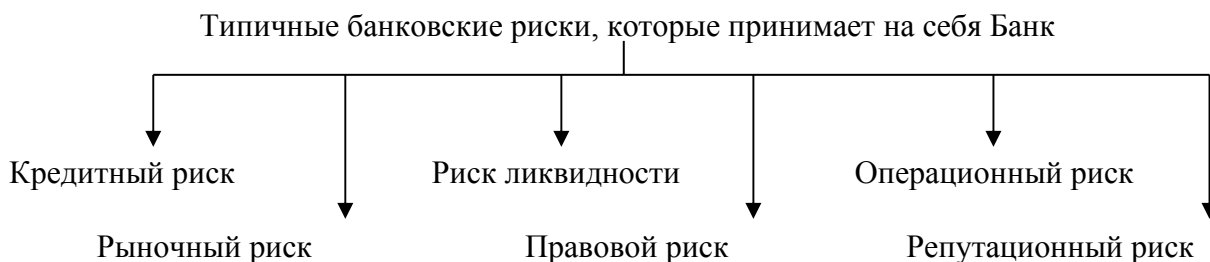 Типичные банковские риски, которые принимает на себя Банк
Кредитный риск Риск ликвидности Операционный риск
Рыночный риск Правовой риск Репутационный риск